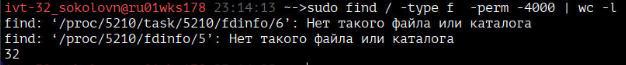 ivt-32_sokolovn@ru01wks178 23:14:13 ~->sudo find / -type f  -perm -4000 | wc -l
find: ‘/proc/5210/task/5210/fdinfo/6’: Нет такого файла или каталога
find: ‘/proc/5210/fdinfo/5’: Нет такого файла или каталога
32